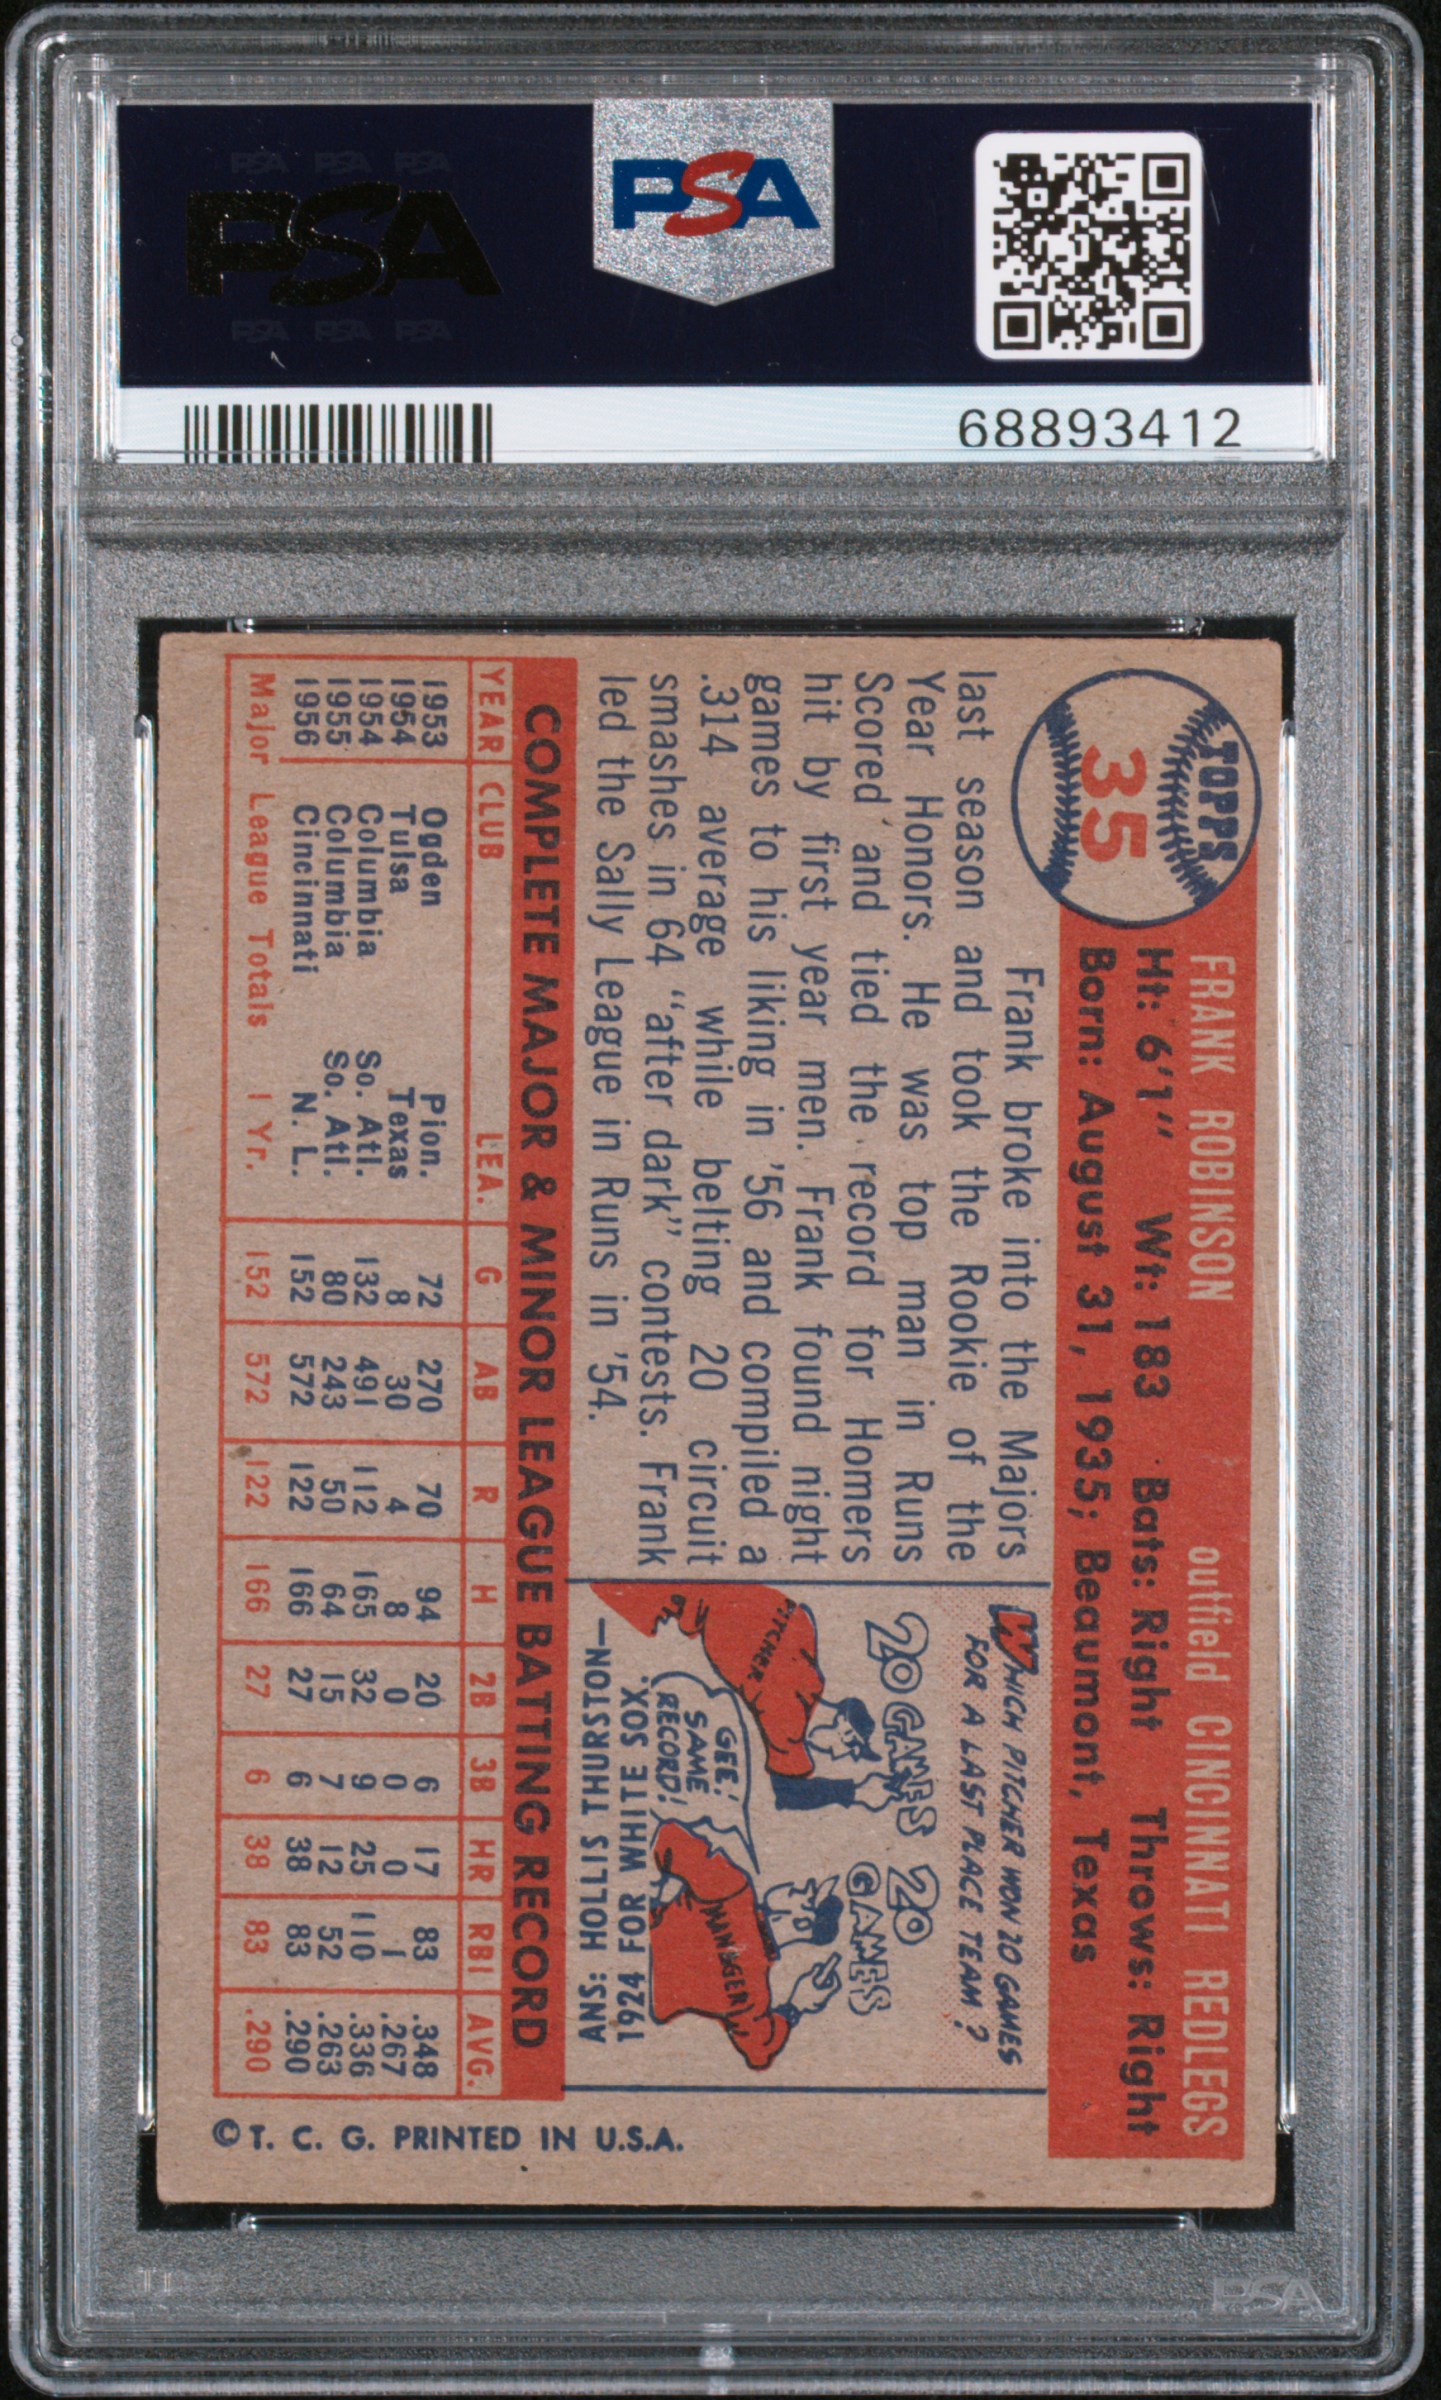 PSA PSA PSA
PSA
PSA PSA PSA
PSA
68893412
TOPPS
35
FRANK ROBINSON outfield CINCINNATI REDLEGS
Ht: 6'1" Wt: 183 Bats: Right Throws: Right
Born: August 31, 1935; Beaumont, Texas
Frank broke into the Majors
last season and took the Rookie of the
Year Honors. He was top man in Runs
Scored and tied the record for Homers
hit by first year men. Frank found night
games to his liking in '56 and compiled a
.314 average while belting 20 circuit
smashes in 64 "after dark" contests. Frank
led the Sally League in Runs in '54.
WHICH PITCHER WON 20 GAMES
FOR A LAST PLACE TEAM?
20 GAMES
20 GAMES
PITCHER
GEE!
SAME
RECORD!
MANAGER
ANS: HOLLIS THURSTON—
1924 FOR WHITE SOX.
COMPLETE MAJOR & MINOR LEAGUE BATTING RECORD
YEAR CLUB LEA. G AB R H 2B 3B HR RBI AVG.
1953 Ogden Pion. 72 270 70 94 20 6 17 83 .348
1954 Tulsa Texas 8 30 4 8 0 0 0 1 .267
1954 Columbia So. Atl. 132 491 112 165 32 9 25 110 .336
1955 Columbia So. Atl. 80 243 50 64 15 7 12 52 .263
1956 Cincinnati N. L. 152 572 122 166 27 6 38 83 .290
Major League Totals 1 Yr. 152 572 122 166 27 6 38 83 .290
© T. C. G. PRINTED IN U.S.A.
PSA